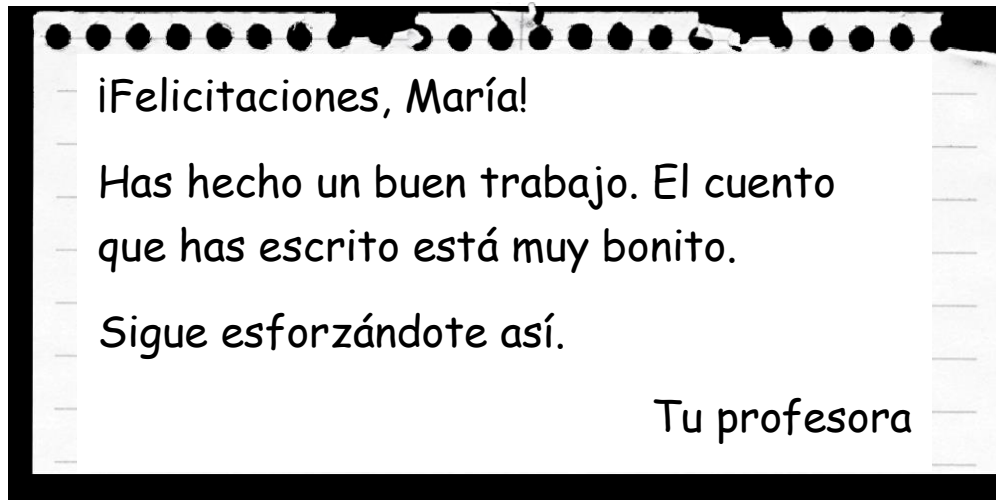 ¡Felicitaciones, María!
Has hecho un buen trabajo. El cuento
que has escrito está muy bonito.
Sigue esforzándote así.
Tu profesora